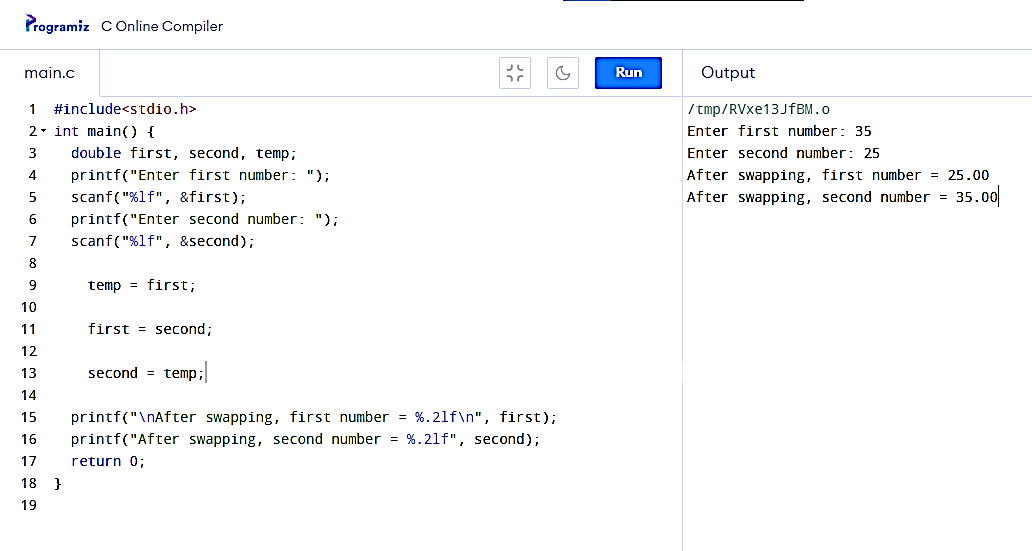 Programiz C Online Compiler
main.c
Run
Output
1 #include<stdio.h>
2 int main() {
3 double first, second, temp;
4 printf("Enter first number: ");
5 scanf("%lf", &first);
6 printf("Enter second number: ");
7 scanf("%lf", &second);
8
9 temp = first;
10
11 first = second;
12
13 second = temp;
14
15 printf("\nAfter swapping, first number = %.2lf\n", first);
16 printf("After swapping, second number = %.2lf", second);
17 return 0;
18 }
19
/tmp/RVxe13JfBM.o
Enter first number: 35
Enter second number: 25
After swapping, first number = 25.00
After swapping, second number = 35.00